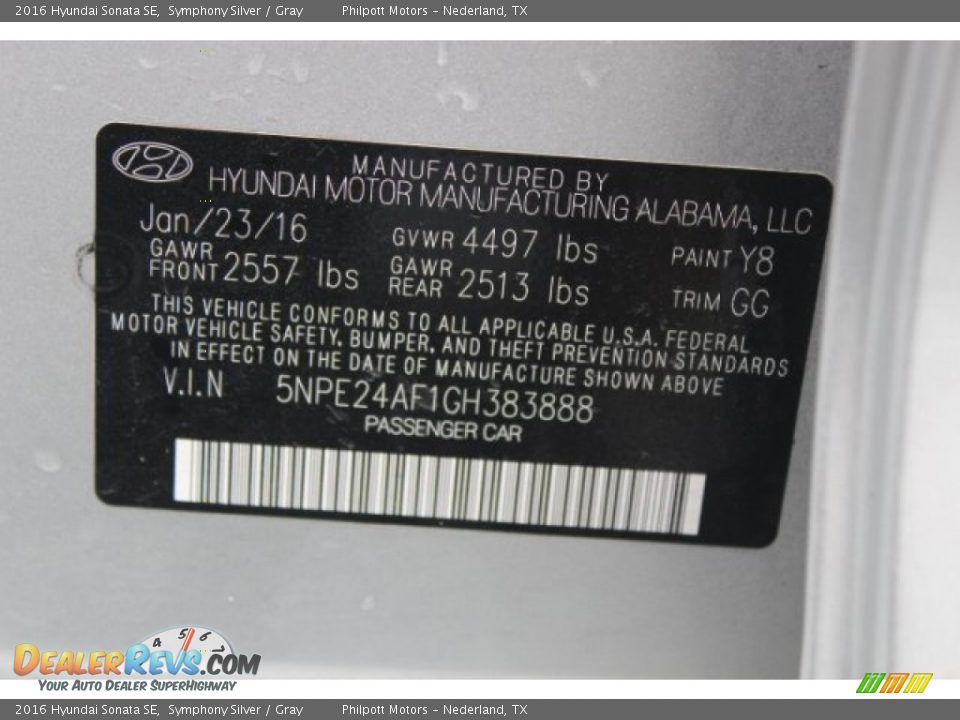 2016 Hyundai Sonata SE, Symphony Silver / Gray Philpott Motors - Nederland, TX
MANUFACTURED BY
HYUNDAI MOTOR MANUFACTURING ALABAMA, LLC
Jan/23/16 GVWR 4497 lbs PAINT Y8
GAWR FRONT 2557 lbs GAWR REAR 2513 lbs TRIM GG
THIS VEHICLE CONFORMS TO ALL APPLICABLE U.S.A. FEDERAL
MOTOR VEHICLE SAFETY, BUMPER, AND THEFT PREVENTION STANDARDS
IN EFFECT ON THE DATE OF MANUFACTURE SHOWN ABOVE
V.I.N 5NPE24AF1GH383888
PASSENGER CAR
4 5 6
DEALERREVS.COM
YOUR AUTO DEALER SUPERHIGHWAY
2016 Hyundai Sonata SE, Symphony Silver / Gray Philpott Motors - Nederland, TX